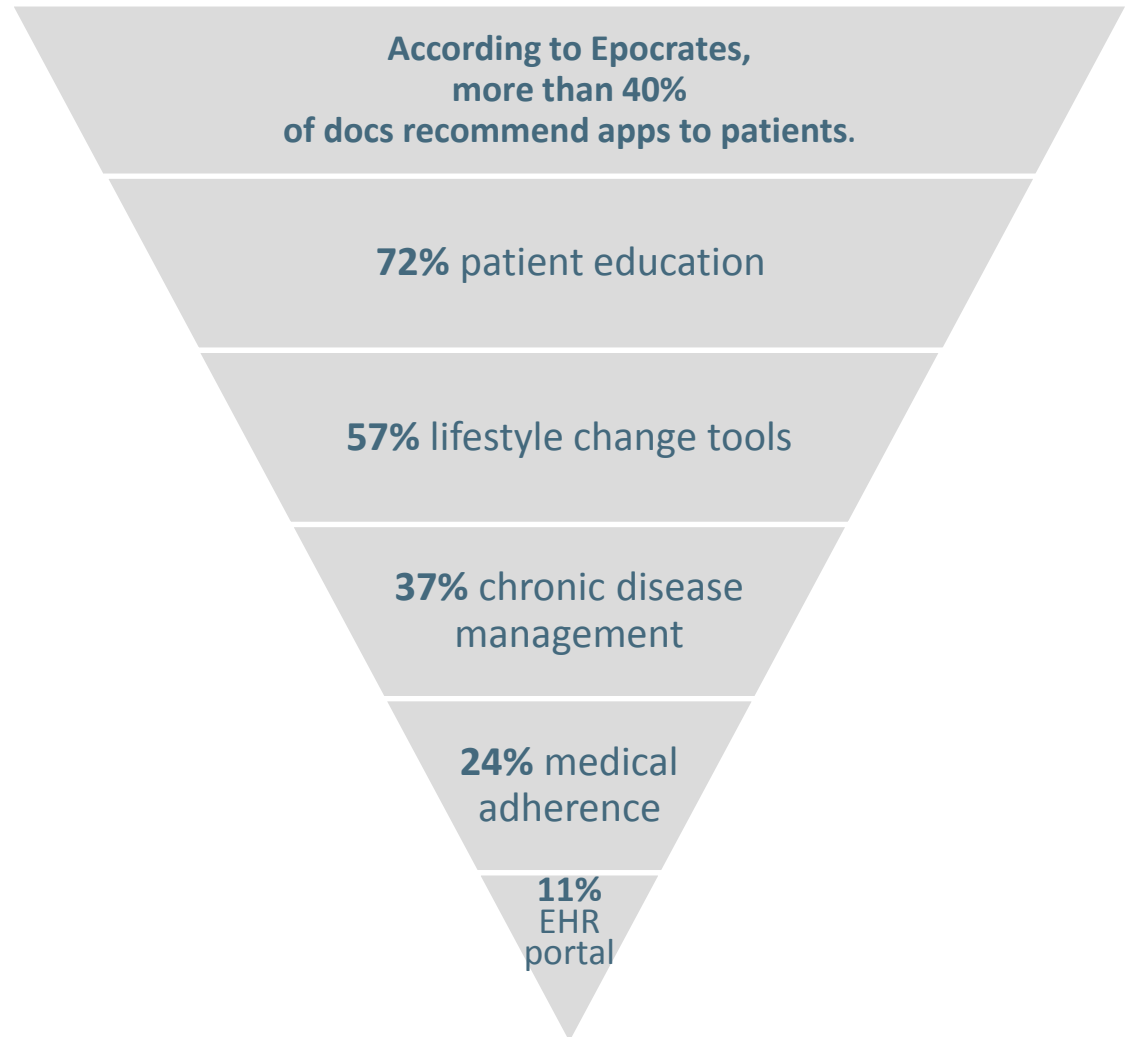 According to Epocrates,
more than 40%
of docs recommend apps to patients.
72% patient education
57% lifestyle change tools
37% chronic disease
management
24% medical
adherence
11%
EHR
portal